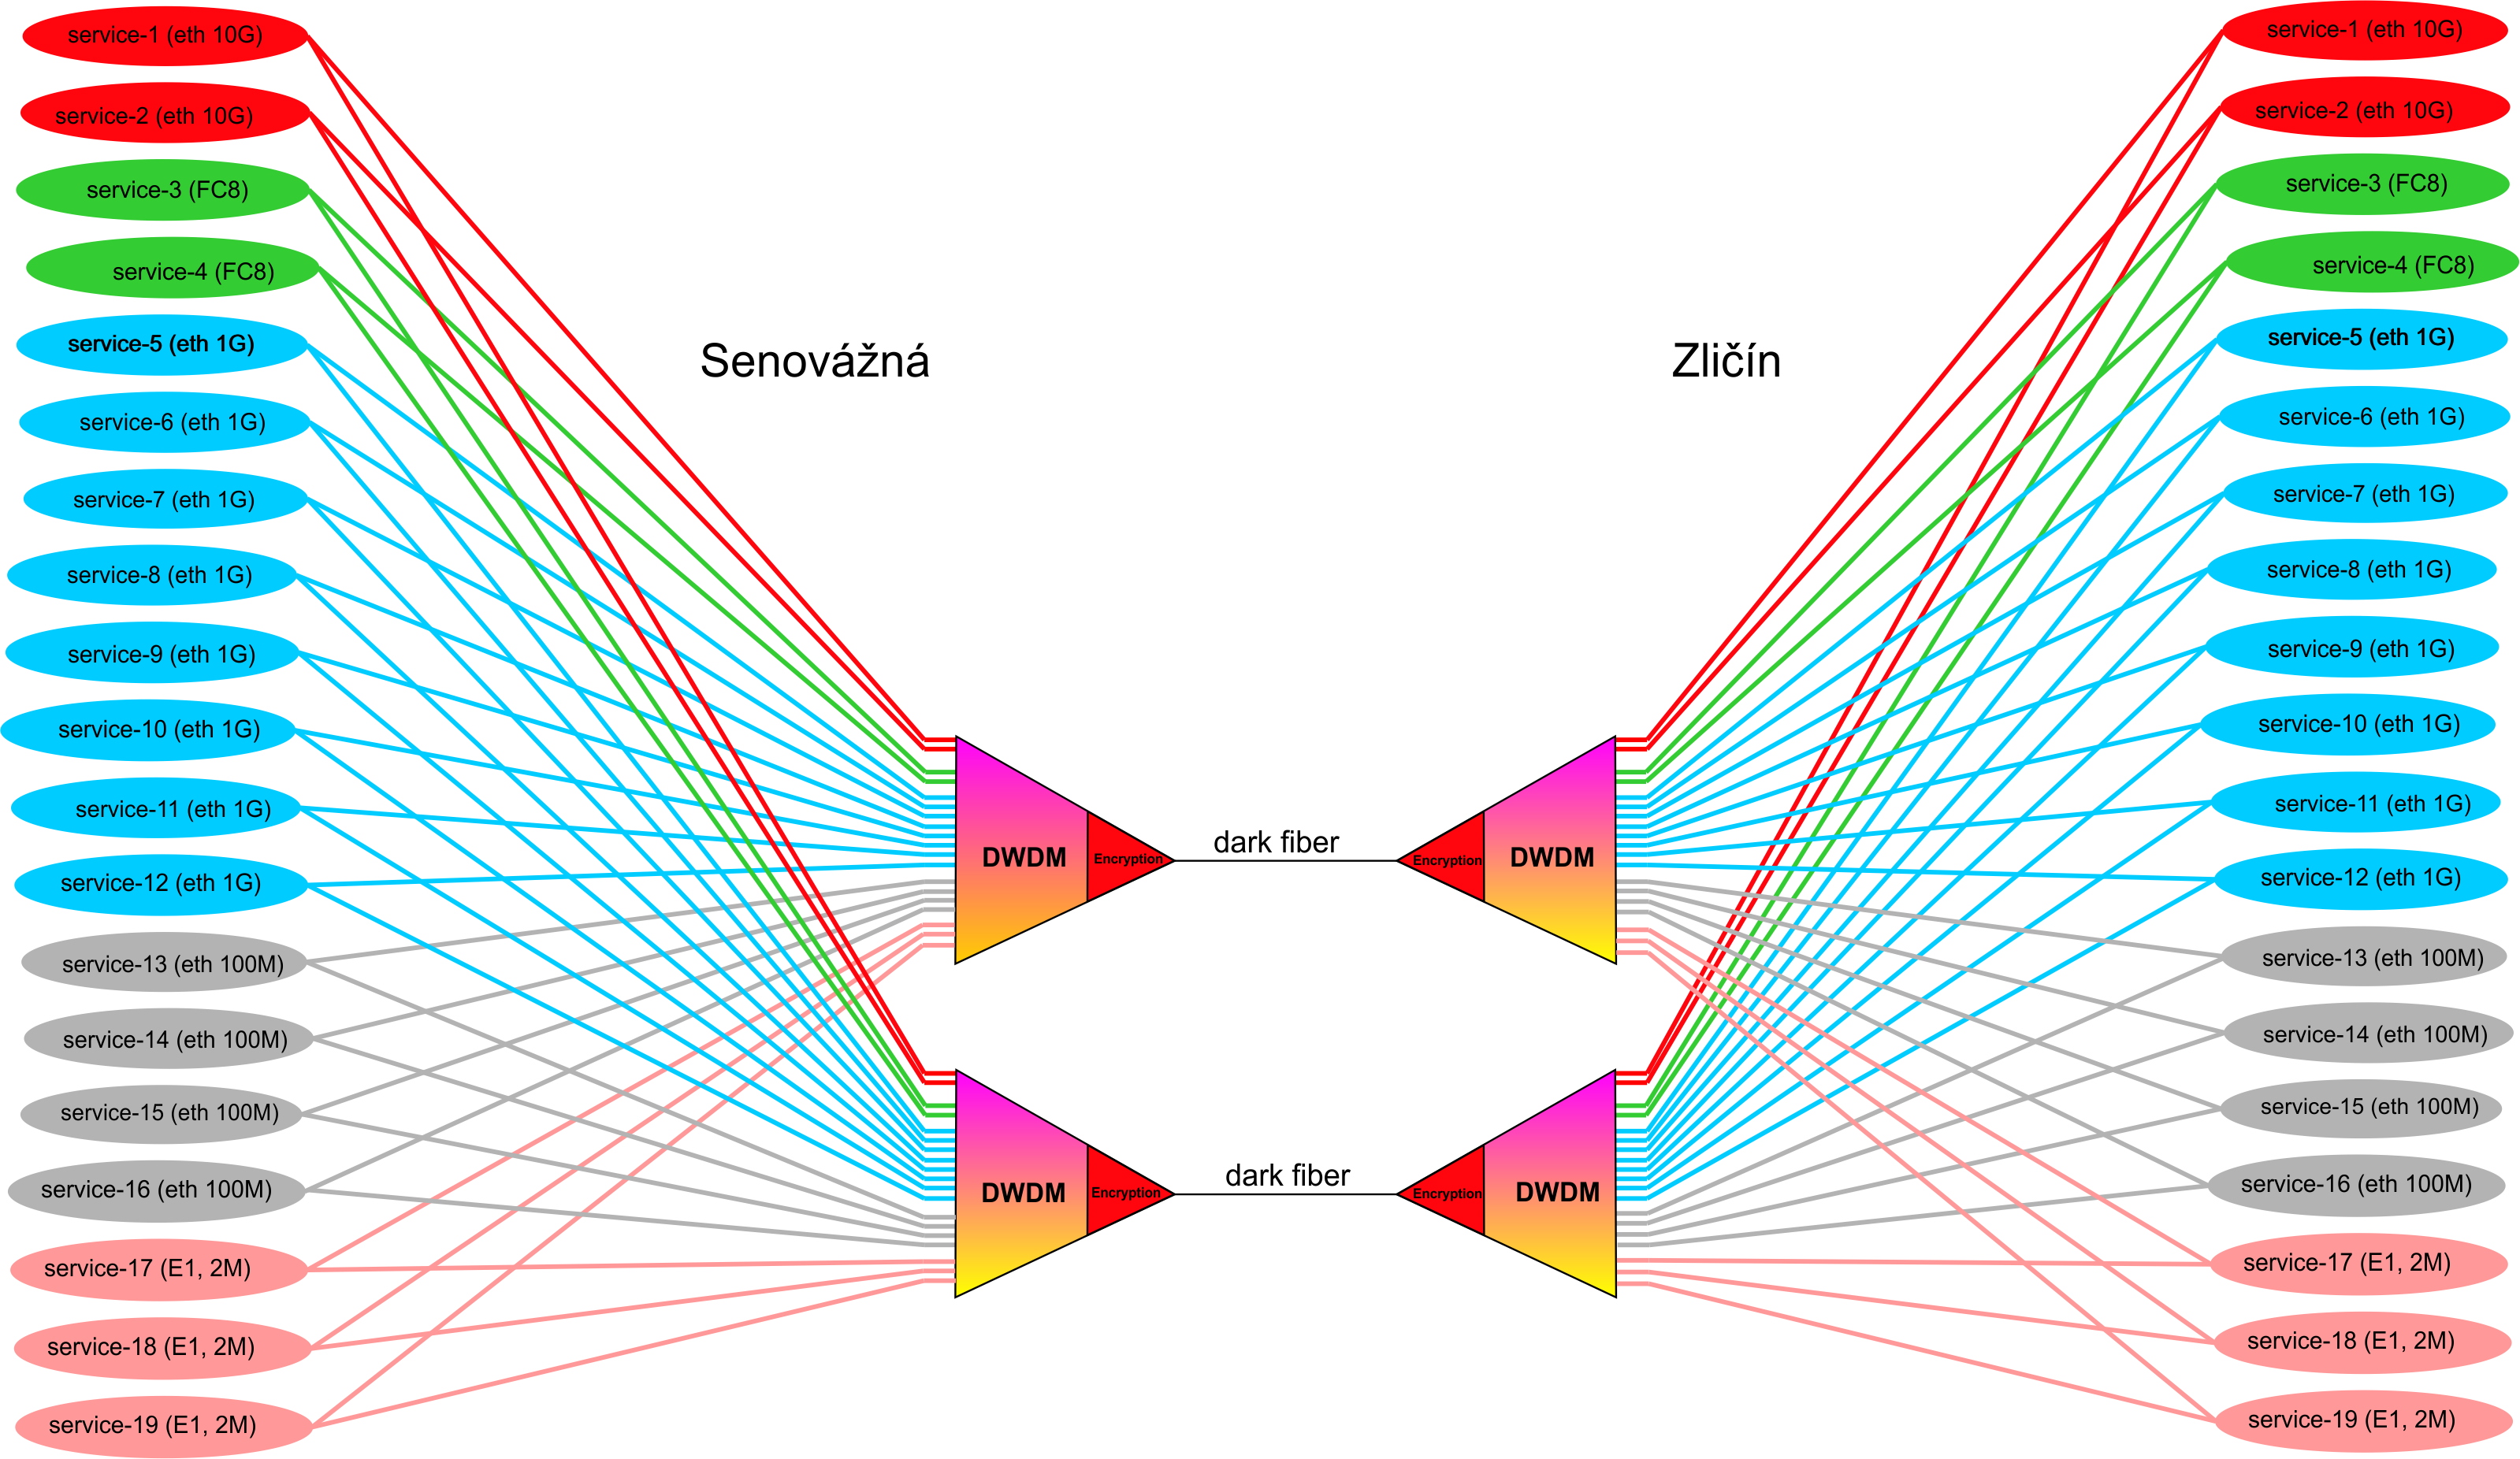 service-1 (eth 10G)
service-2 (eth 10G)
service-3 (FC8)
service-4 (FC8)
service-5 (eth 1G)
service-6 (eth 1G)
service-7 (eth 1G)
service-8 (eth 1G)
service-9 (eth 1G)
service-10 (eth 1G)
service-11 (eth 1G)
service-12 (eth 1G)
service-13 (eth 100M)
service-14 (eth 100M)
service-15 (eth 100M)
service-16 (eth 100M)
service-17 (E1, 2M)
service-18 (E1, 2M)
service-19 (E1, 2M)
Senovážná
DWDM
Encryption
dark fiber
Encryption
DWDM
DWDM
Encryption
dark fiber
Encryption
DWDM
Zličín
service-1 (eth 10G)
service-2 (eth 10G)
service-3 (FC8)
service-4 (FC8)
service-5 (eth 1G)
service-6 (eth 1G)
service-7 (eth 1G)
service-8 (eth 1G)
service-9 (eth 1G)
service-10 (eth 1G)
service-11 (eth 1G)
service-12 (eth 1G)
service-13 (eth 100M)
service-14 (eth 100M)
service-15 (eth 100M)
service-16 (eth 100M)
service-17 (E1, 2M)
service-18 (E1, 2M)
service-19 (E1, 2M)